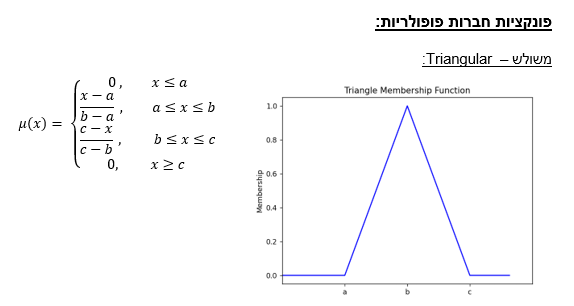 פונקציות חברות פופולריות:
משולש – Triangular:
μ(x) = { 0, x ≤ a
(x − a)/(b − a), a ≤ x ≤ b
(c − x)/(c − b), b ≤ x ≤ c
0, x ≥ c
Triangle Membership Function
Membership
1.0
0.8
0.6
0.4
0.2
0.0
a b c